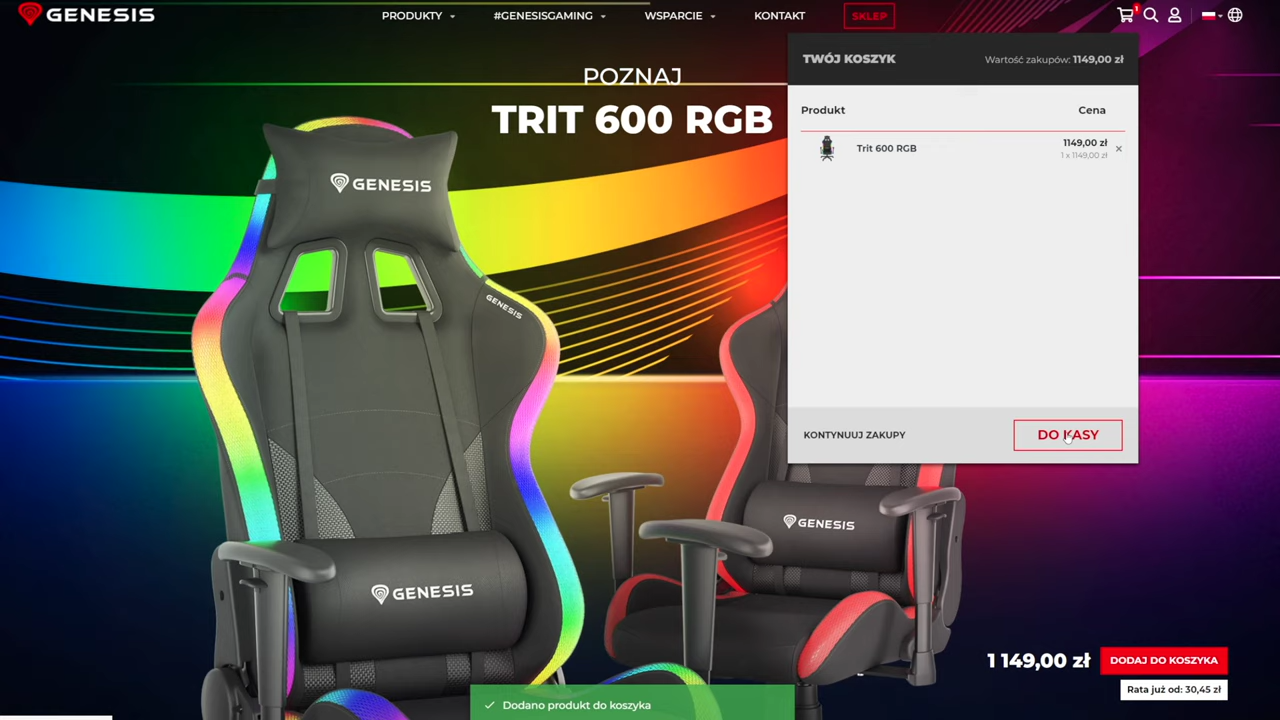 GENESIS
PRODUKTY
#GENESISGAMING
WSPARCIE
KONTAKT
SKLEP
1
POZNAJ
TRIT 600 RGB
TWÓJ KOSZYK
Wartość zakupów: 1149,00 zł
Produkt
Cena
Trit 600 RGB
1149,00 zł
1 x 1149,00 zł
×
KONTYNUUJ ZAKUPY
DO KASY
GENESIS
GENESIS
GENESIS
GENESIS
1 149,00 zł
DODAJ DO KOSZYKA
Rata już od: 30,45 zł
Dodano produkt do koszyka